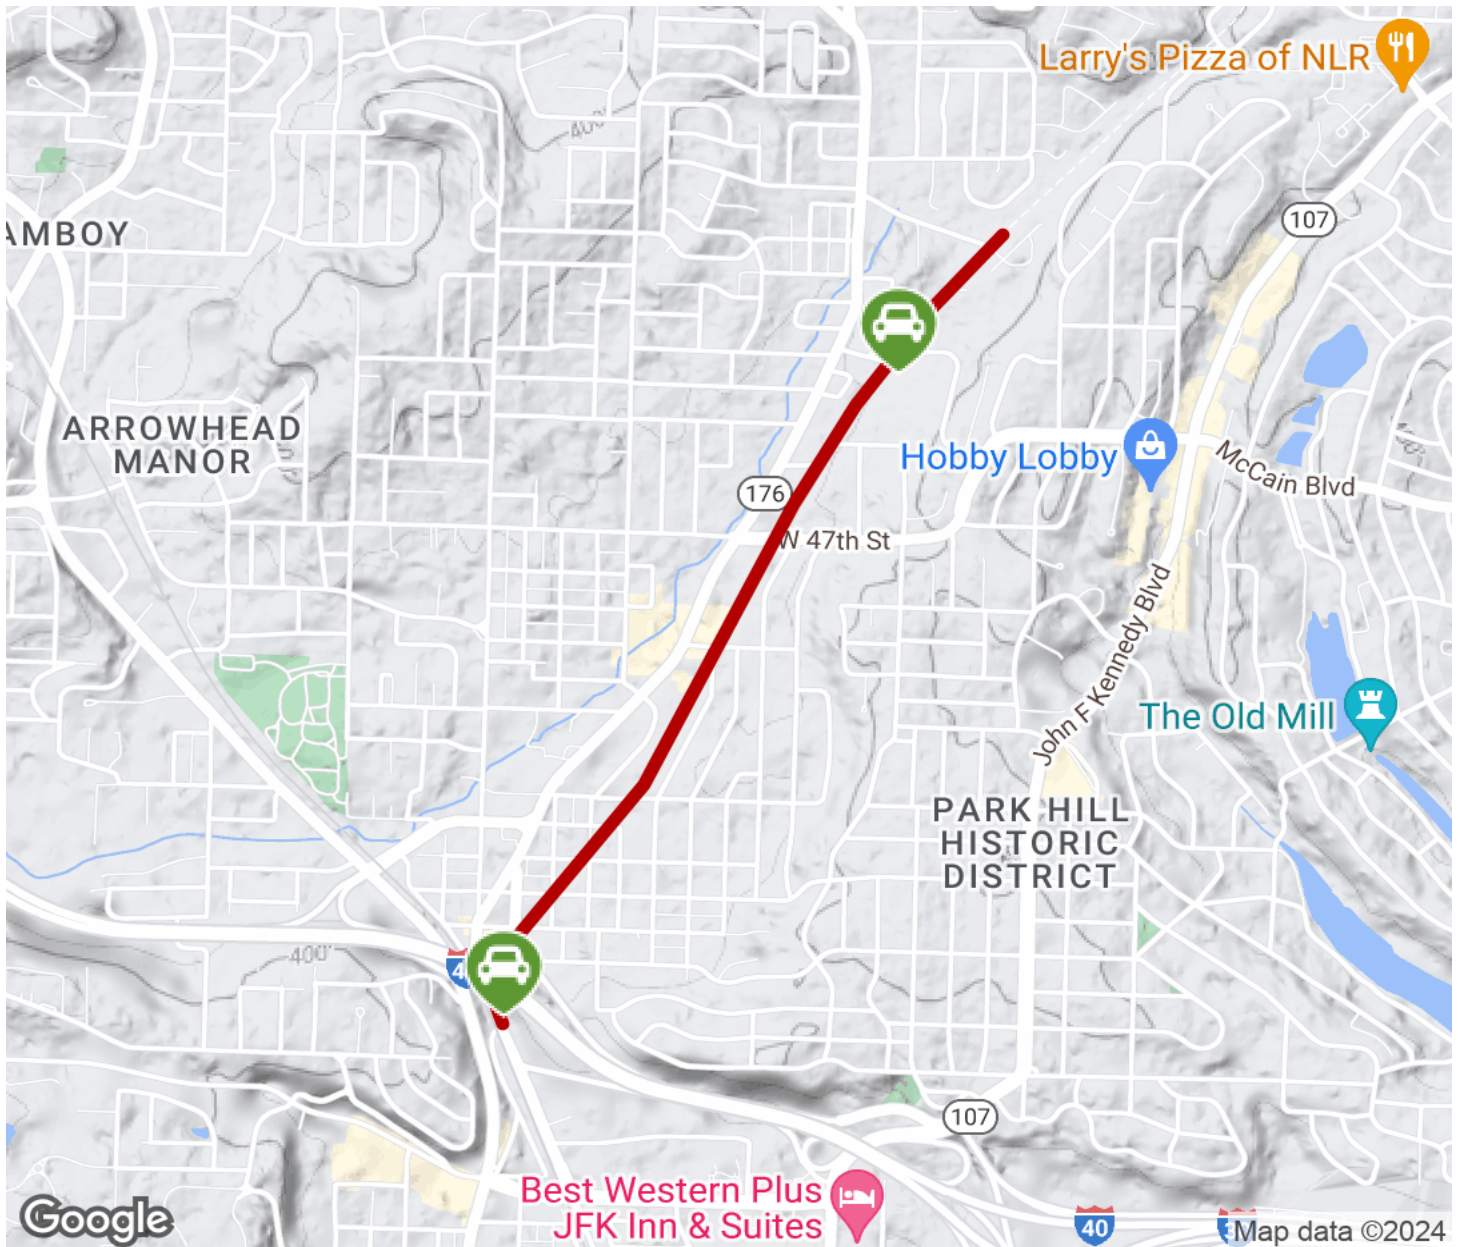 Larry's Pizza of NLR
400'
107
AMBOY
ARROWHEAD
MANOR
Hobby Lobby
McCain Blvd
176
W 47th St
John F Kennedy Blvd
The Old Mill
PARK HILL
HISTORIC
DISTRICT
400'
107
Best Western Plus
JFK Inn & Suites
40
Google
Map data ©2024